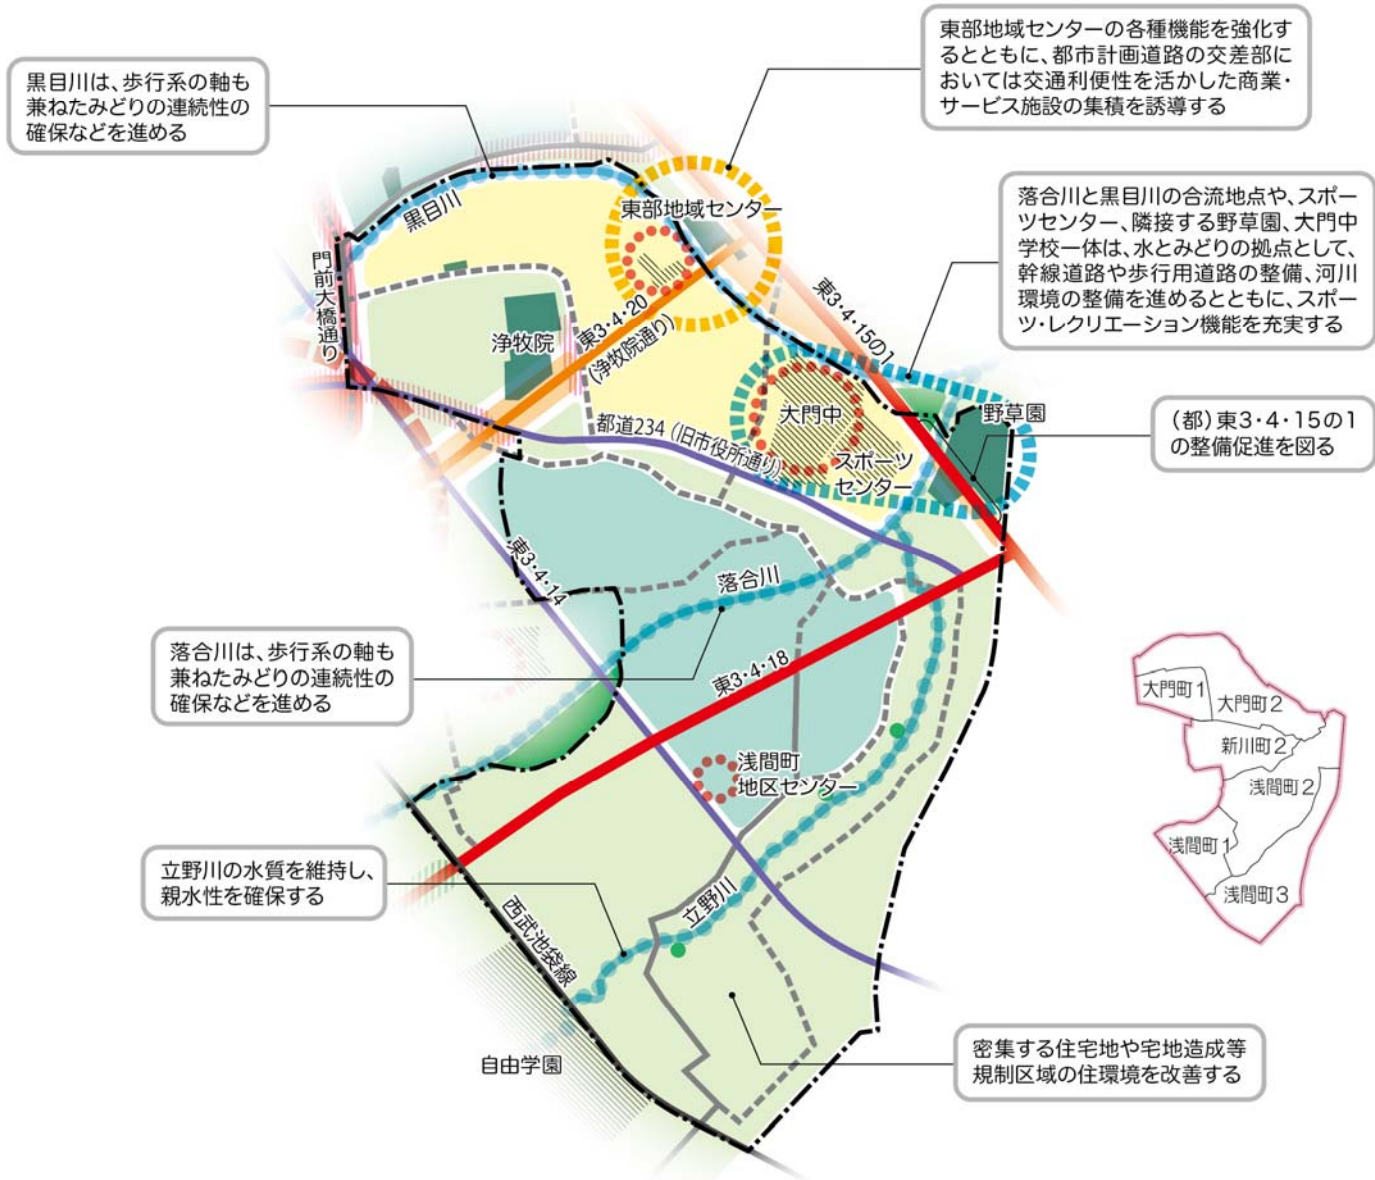 東部地域センターの各種機能を強化す
るとともに、都市計画道路の交差部に
おいては交通利便性を活かした商業・
サービス施設の集積を誘導する
黒目川は、歩行系の軸も
兼ねたみどりの連続性の
確保などを進める
落合川と黒目川の合流地点や、スポー
ツセンター、隣接する野草園、大門中
学校一体は、水とみどりの拠点として、
幹線道路や歩行用道路の整備、河川
環境の整備を進めるとともに、スポー
ツ・レクリエーション機能を充実する
黒目川
東部地域センター
門前大橋通り
東3・4・15の1
東3・4・20
(浄牧院通り)
浄牧院
大門中
野草園
(都)東3・4・15の1
の整備促進を図る
都道234(旧市役所通り)
スポーツ
センター
東3・4・14
落合川
落合川は、歩行系の軸も
兼ねたみどりの連続性の
確保などを進める
東3・4・18
大門町1
大門町2
新川町2
浅間町2
浅間町1
浅間町3
浅間町
地区センター
立野川の水質を維持し、
親水性を確保する
立野川
西武池袋線
自由学園
密集する住宅地や宅地造成等
規制区域の住環境を改善する